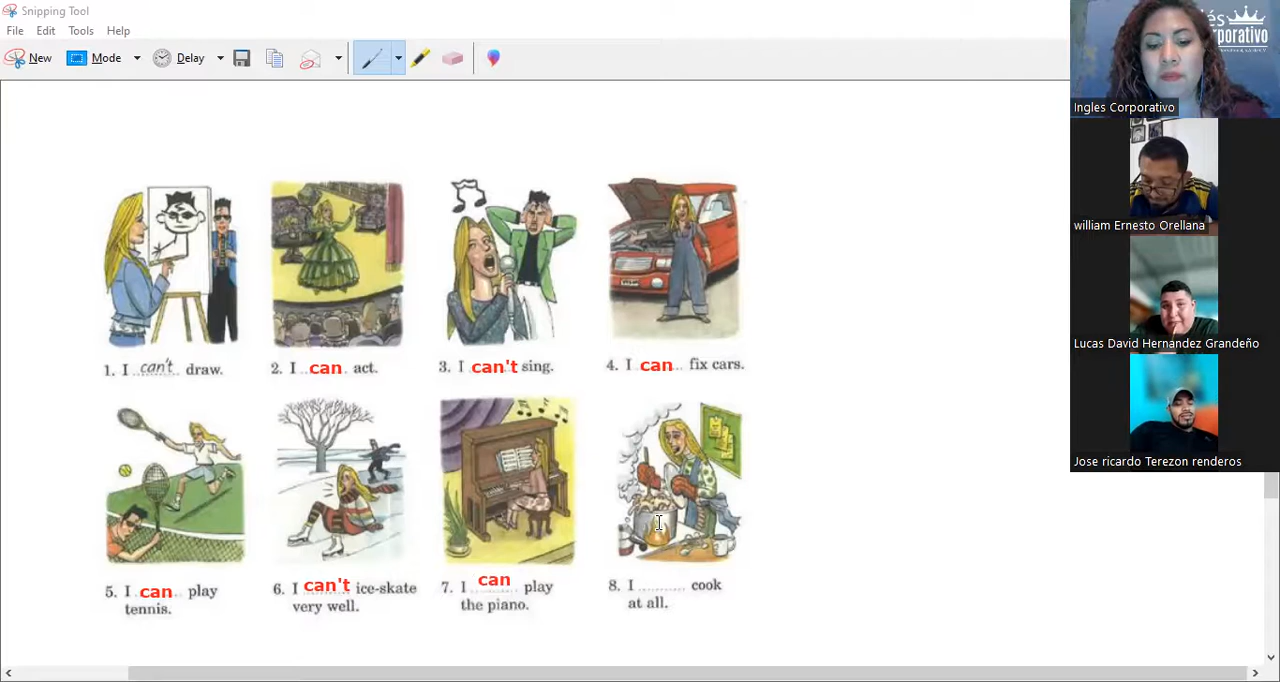 Snipping Tool
File Edit Tools Help
New Mode Delay
és
rporativo
Ingles Corporativo
william Ernesto Orellana
Lucas David Hernandez Grandeño
Jose ricardo Terezon renderos
1. I can't draw.
2. I can act.
3. I can't sing.
4. I can fix cars.
5. I can play
tennis.
6. I can't ice-skate
very well.
7. I can play
the piano.
8. I ......... cook
at all.